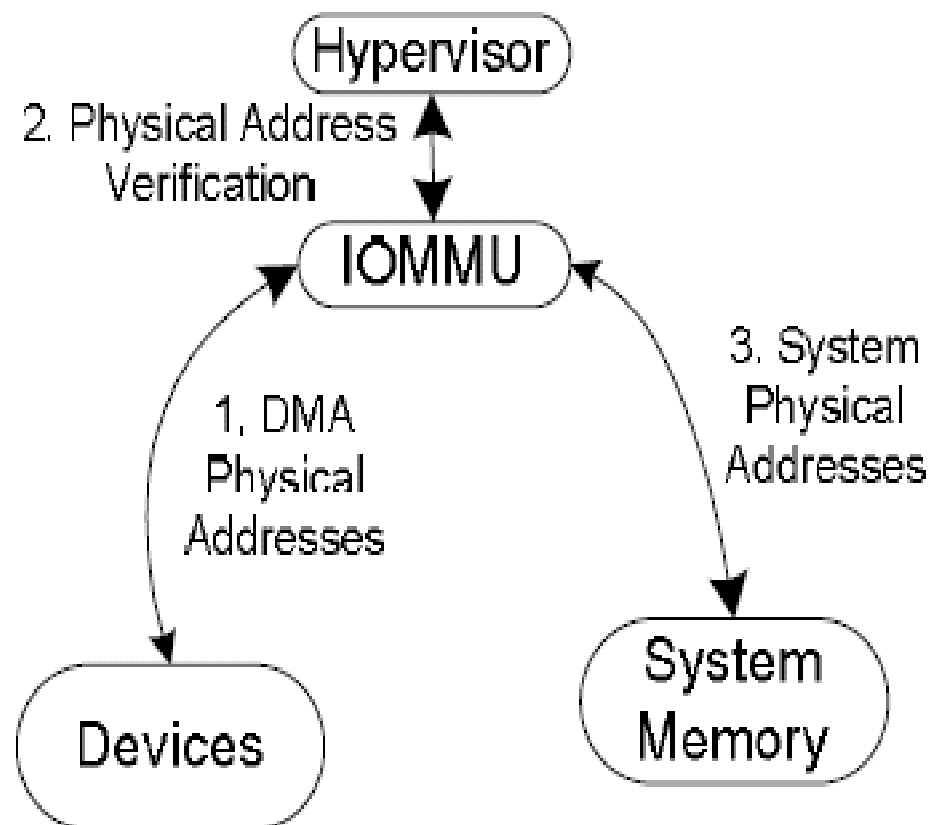 Hypervisor
2. Physical Address
Verification
IOMMU
1. DMA
Physical
Addresses
3. System
Physical
Addresses
Devices
System
Memory